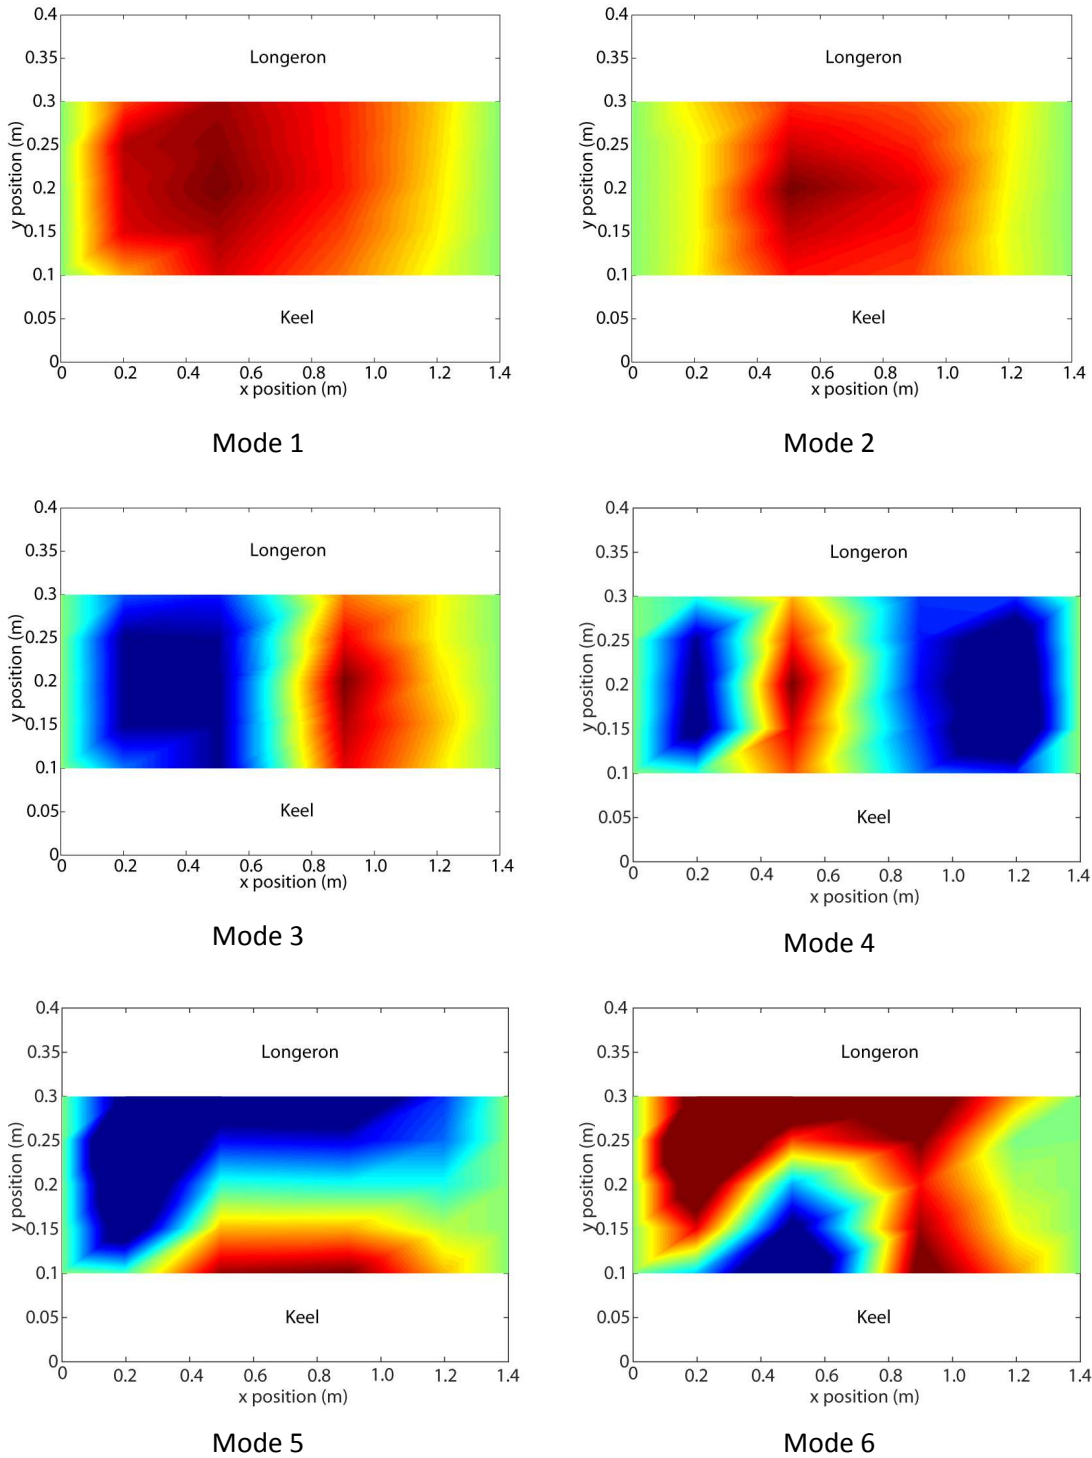 0.4 0.4
0.35 Longeron 0.35 Longeron
0.3 0.3
0.25 0.25
y position (m) y position (m)
0.2 0.2
0.15 0.15
0.1 0.1
0.05 Keel 0.05 Keel
0 0
0 0.2 0.4 0.6 0.8 1.0 1.2 1.4 0 0.2 0.4 0.6 0.8 1.0 1.2 1.4
x position (m) x position (m)
Mode 1 Mode 2
0.4 0.4
0.35 Longeron 0.35 Longeron
0.3 0.3
0.25 0.25
y position (m) y position (m)
0.2 0.2
0.15 0.15
0.1 0.1
0.05 Keel 0.05 Keel
0 0
0 0.2 0.4 0.6 0.8 1.0 1.2 1.4 0 0.2 0.4 0.6 0.8 1.0 1.2 1.4
x position (m) x position (m)
Mode 3 Mode 4
0.4 0.4
0.35 Longeron 0.35 Longeron
0.3 0.3
0.25 0.25
y position (m) y position (m)
0.2 0.2
0.15 0.15
0.1 0.1
0.05 Keel 0.05 Keel
0 0
0 0.2 0.4 0.6 0.8 1.0 1.2 1.4 0 0.2 0.4 0.6 0.8 1.0 1.2 1.4
x position (m) x position (m)
Mode 5 Mode 6